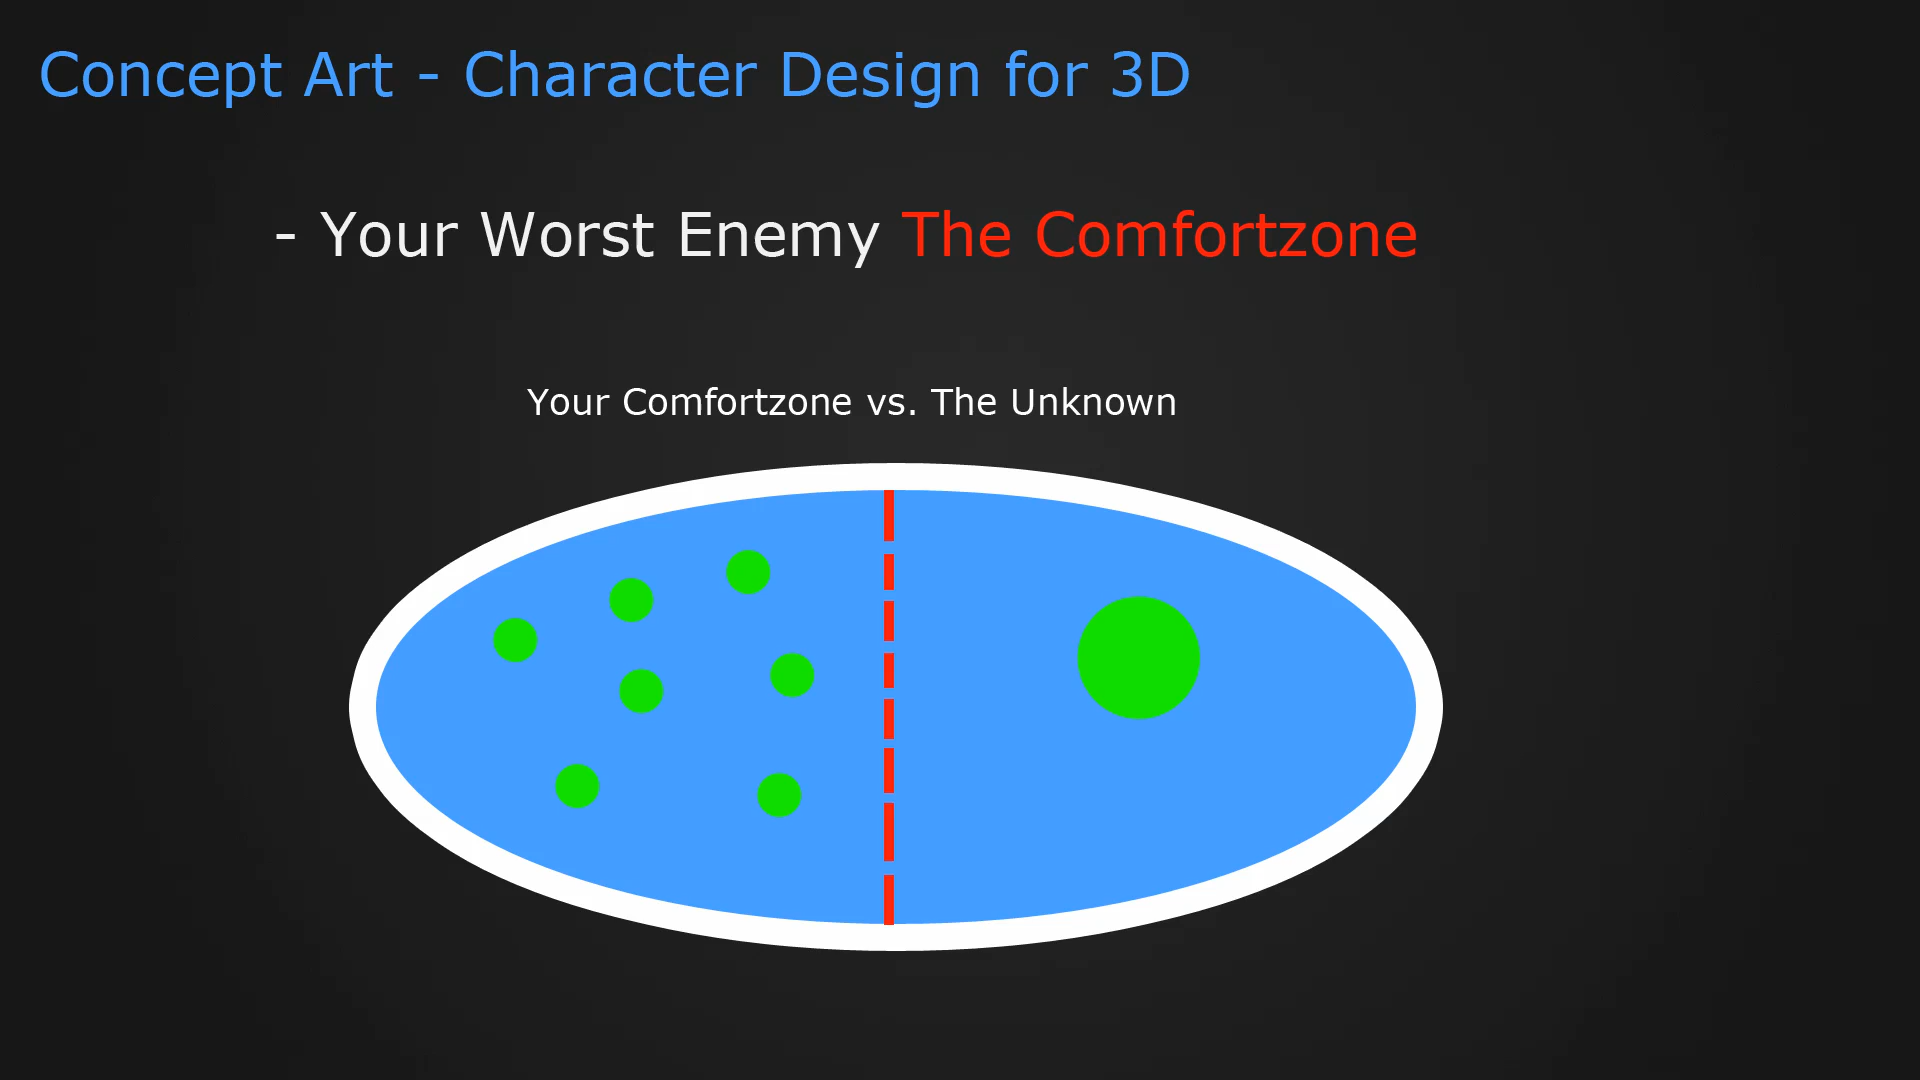 Concept Art - Character Design for 3D
- Your Worst Enemy The Comfortzone
Your Comfortzone vs. The Unknown